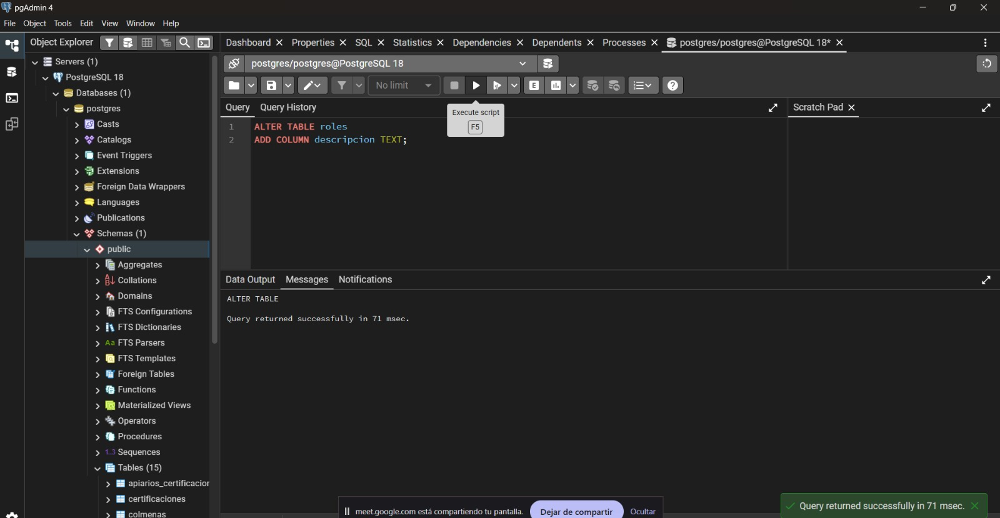 pgAdmin 4
File Object Tools Edit View Window Help
Object Explorer
Dashboard Properties SQL Statistics Dependencies Dependents Processes postgres/postgres@PostgreSQL 18*
Servers (1)
PostgreSQL 18
Databases (1)
postgres
Casts
Catalogs
Event Triggers
Extensions
Foreign Data Wrappers
Languages
Publications
Schemas (1)
public
Aggregates
Collations
Domains
FTS Configurations
FTS Dictionaries
Aa FTS Parsers
FTS Templates
Foreign Tables
Functions
Materialized Views
Operators
Procedures
1..3 Sequences
Tables (15)
apiarios_certificacior
certificaciones
colmenas
postgres/postgres@PostgreSQL 18
No limit
E
Execute script
F5
Query Query History
Scratch Pad
1 ALTER TABLE roles
2 ADD COLUMN descripcion TEXT;
Data Output Messages Notifications
ALTER TABLE
Query returned successfully in 71 msec.
meet.google.com está compartiendo tu pantalla. Dejar de compartir Ocultar
Query returned successfully in 71 msec.